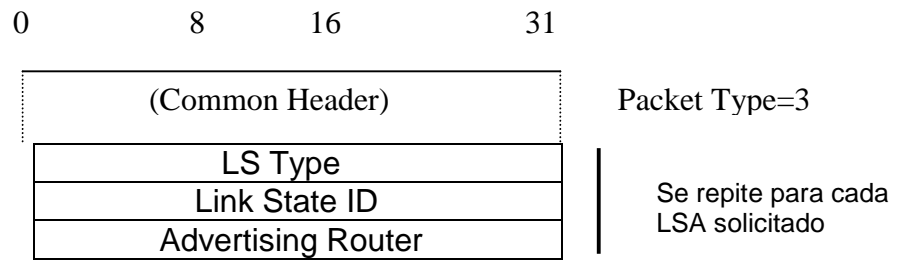 0 8 16 31
(Common Header) Packet Type=3
LS Type
Link State ID
Advertising Router
Se repite para cada
LSA solicitado